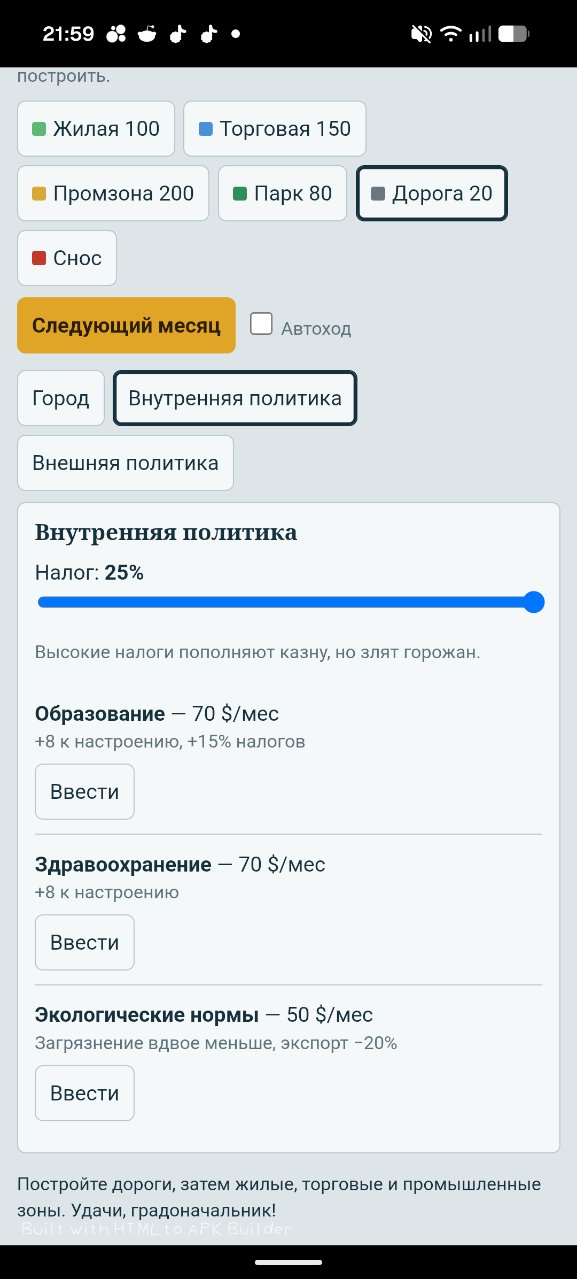 21:59
построить.
Жилая 100
Торговая 150
Промзона 200
Парк 80
Дорога 20
Снос
Следующий месяц
Автоход
Город
Внутренняя политика
Внешняя политика
Внутренняя политика
Налог: 25%
Высокие налоги пополняют казну, но злят горожан.
Образование — 70 $/мес
+8 к настроению, +15% налогов
Ввести
Здравоохранение — 70 $/мес
+8 к настроению
Ввести
Экологические нормы — 50 $/мес
Загрязнение вдвое меньше, экспорт −20%
Ввести
Постройте дороги, затем жилые, торговые и промышленные
зоны. Удачи, градоначальник!
Built with HTML to APK Builder